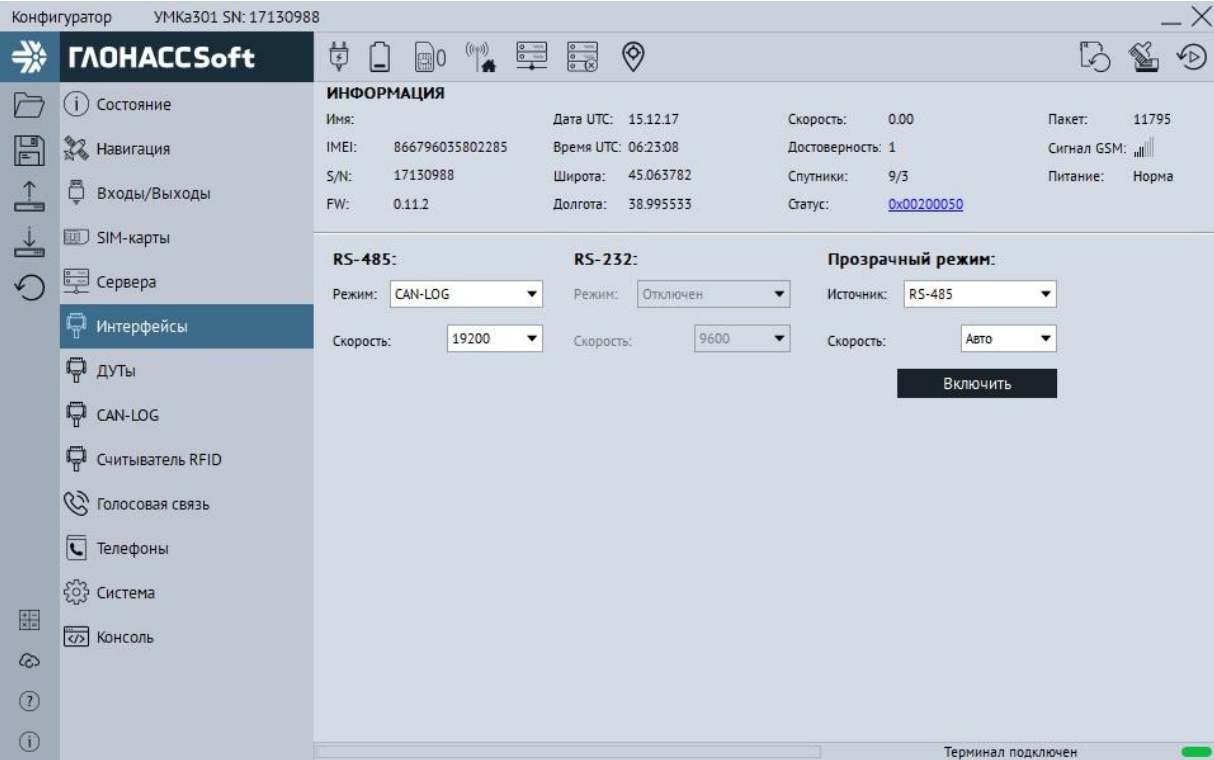 Конфигуратор УМКа301 SN: 17130988
ГЛОНАССSoft
0
Состояние
Навигация
Входы/Выходы
SIM-карты
Сервера
Интерфейсы
ДУТы
CAN-LOG
Считыватель RFID
Голосовая связь
Телефоны
Система
Консоль
ИНФОРМАЦИЯ
Имя: Дата UTC: 15.12.17 Скорость: 0.00 Пакет: 11795
IMEI: 866796035802285 Время UTC: 06:23:08 Достоверность: 1 Сигнал GSM:
S/N: 17130988 Широта: 45.063782 Спутники: 9/3 Питание: Норма
FW: 0.11.2 Долгота: 38.995533 Статус: 0x00200050
RS-485: RS-232: Прозрачный режим:
Режим: CAN-LOG Режим: Отключен Источник: RS-485
Скорость: 19200 Скорость: 9600 Скорость: Авто
Включить
Терминал подключен